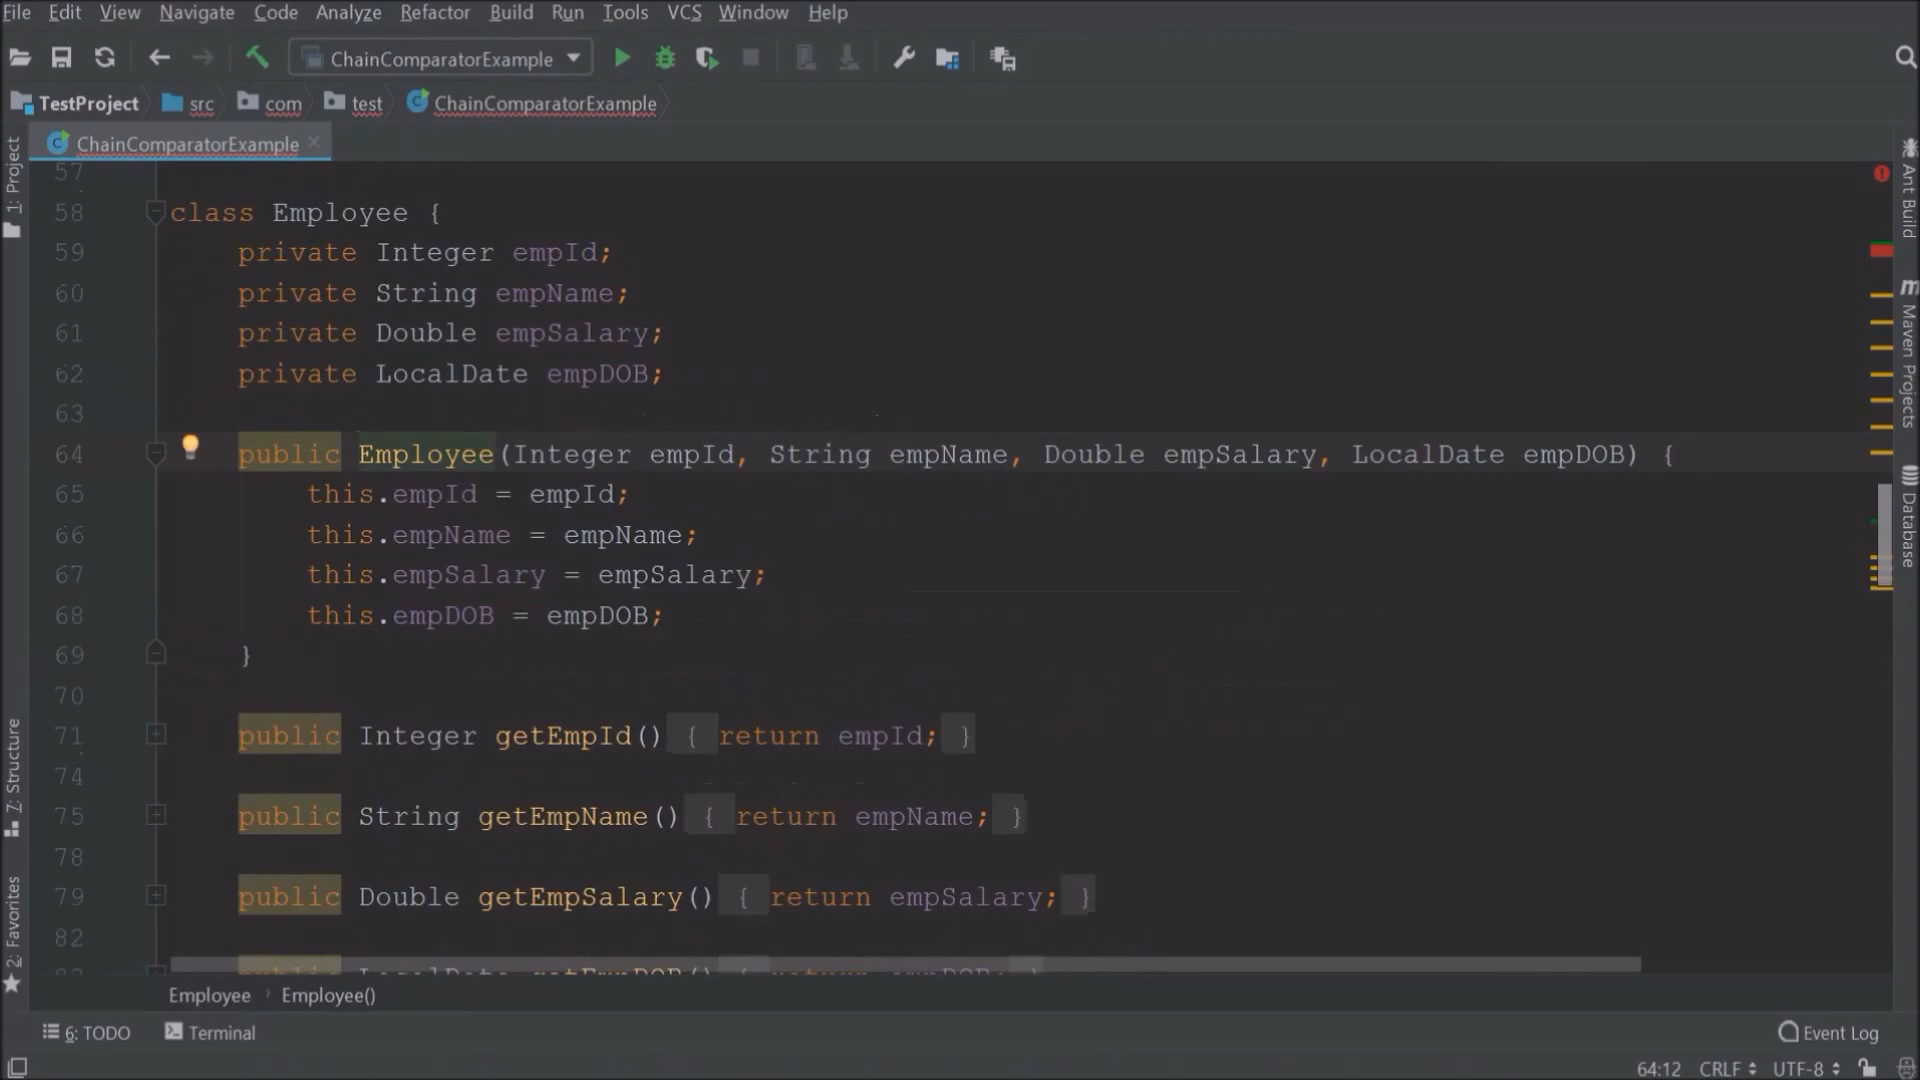 File Edit View Navigate Code Analyze Refactor Build Run Tools VCS Window Help
ChainComparatorExample
TestProject src com test ChainComparatorExample
ChainComparatorExample
1: Project
7: Structure
2: Favorites
57
58 class Employee {
59 private Integer empId;
60 private String empName;
61 private Double empSalary;
62 private LocalDate empDOB;
63
64 public Employee(Integer empId, String empName, Double empSalary, LocalDate empDOB) {
65 this.empId = empId;
66 this.empName = empName;
67 this.empSalary = empSalary;
68 this.empDOB = empDOB;
69 }
70
71 public Integer getEmpId() { return empId; }
74
75 public String getEmpName() { return empName; }
78
79 public Double getEmpSalary() { return empSalary; }
82
public LocalDate getEmpDOB() { return empDOB; }
Ant Build
Maven Projects
Database
Employee Employee()
6: TODO Terminal Event Log
64:12 CRLF UTF-8